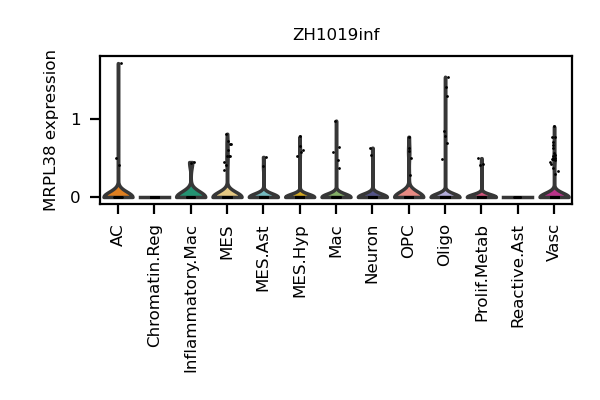 ZH1019inf
MRPL38 expression
1
0
AC
Chromatin.Reg
Inflammatory.Mac
MES
MES.Ast
MES.Hyp
Mac
Neuron
OPC
Oligo
Prolif.Metab
Reactive.Ast
Vasc